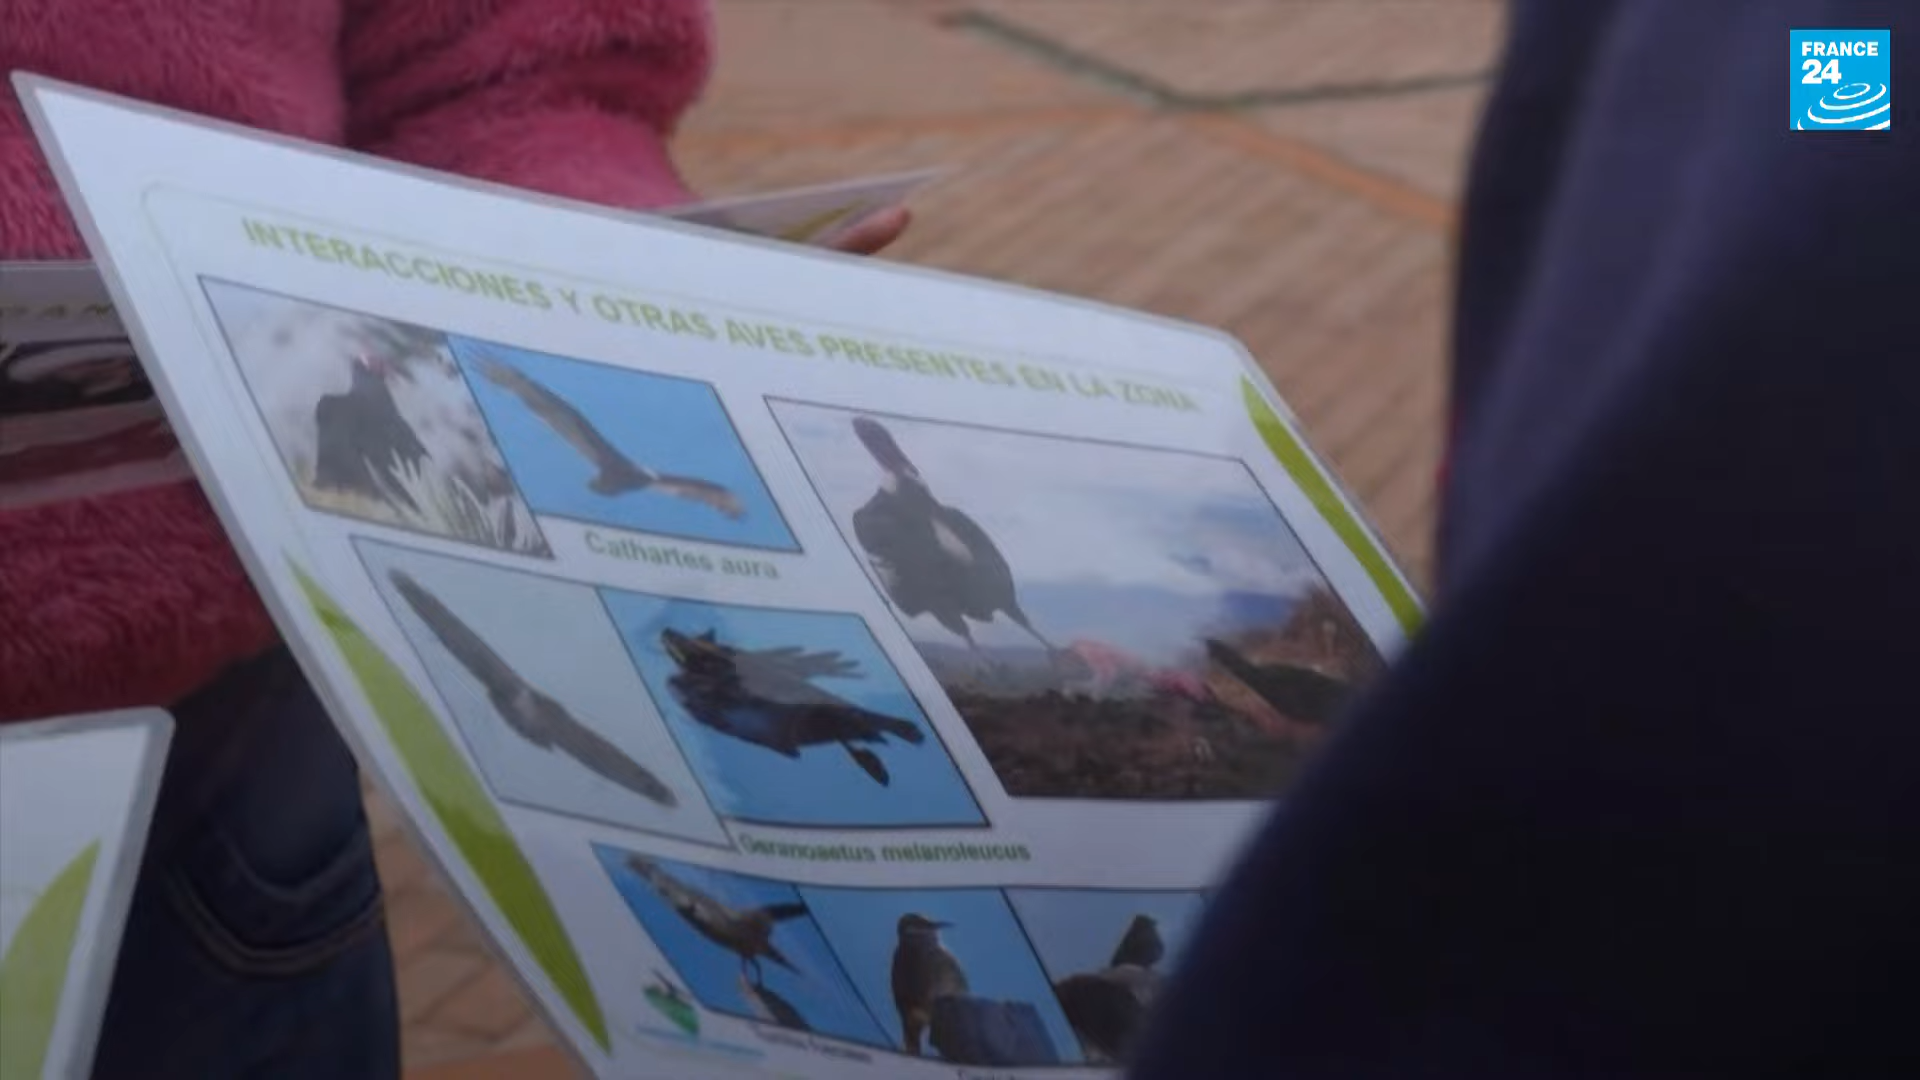 FRANCE
24
INTERACCIONES Y OTRAS AVES PRESENTES EN LA ZONA
Cathartes aura
Geranoaetus melanoleucus